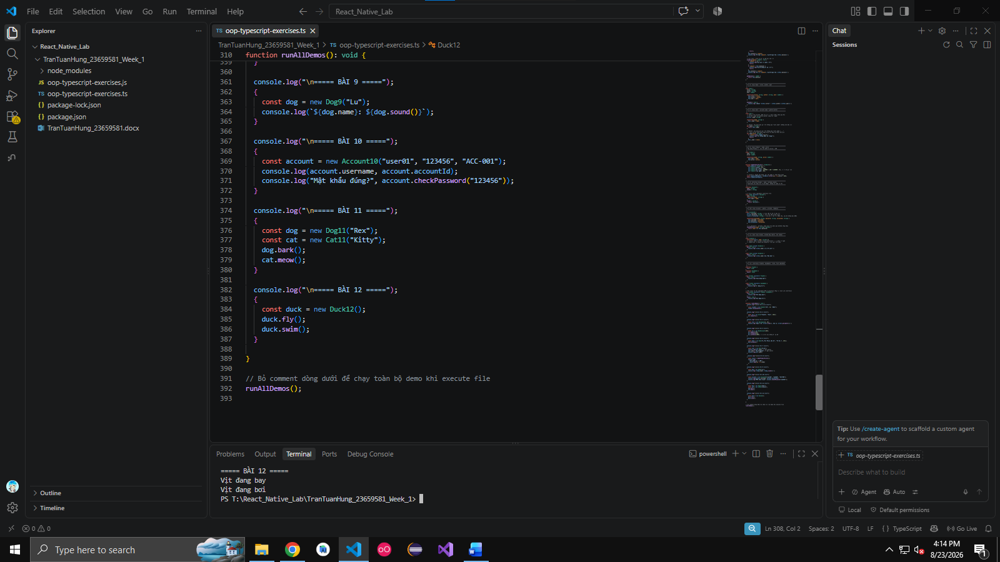 File Edit Selection View Go Run Terminal Help
React_Native_Lab
Explorer
React_Native_Lab
TranTuanHung_23659581_Week_1
node_modules
JS oop-typescript-exercises.js
TS oop-typescript-exercises.ts
{} package-lock.json
{} package.json
TranTuanHung_23659581.docx
Outline
Timeline
TS oop-typescript-exercises.ts
TranTuanHung_23659581_Week_1 > TS oop-typescript-exercises.ts > Duck12
310 function runAllDemos(): void {
359 }
360
361 console.log("\n===== BÀI 9 =====");
362 {
363 const dog = new Dog9("Lu");
364 console.log(`${dog.name}: ${dog.sound()}`);
365 }
366
367 console.log("\n===== BÀI 10 =====");
368 {
369 const account = new Account10("user01", "123456", "ACC-001");
370 console.log(account.username, account.accountId);
371 console.log("Mật khẩu đúng?", account.checkPassword("123456"));
372 }
373
374 console.log("\n===== BÀI 11 =====");
375 {
376 const dog = new Dog11("Rex");
377 const cat = new Cat11("Kitty");
378 dog.bark();
379 cat.meow();
380 }
381
382 console.log("\n===== BÀI 12 =====");
383 {
384 const duck = new Duck12();
385 duck.fly();
386 duck.swim();
387 }
388
389 }
390
391 // Bỏ comment dòng dưới để chạy toàn bộ demo khi execute file
392 runAllDemos();
393
Problems Output Terminal Ports Debug Console
powershell
===== BÀI 12 =====
Vịt đang bay
Vịt đang bơi
PS T:\React_Native_Lab\TranTuanHung_23659581_Week_1>
Chat
Sessions
Tip: Use /create-agent to scaffold a custom agent
for your workflow.
TS oop-typescript-exercises.ts
Describe what to build
Agent Auto
Local Default permissions
0 0
Ln 308, Col 2 Spaces: 2 UTF-8 LF {} TypeScript Go Live
Type here to search
4:14 PM
8/23/2026
1